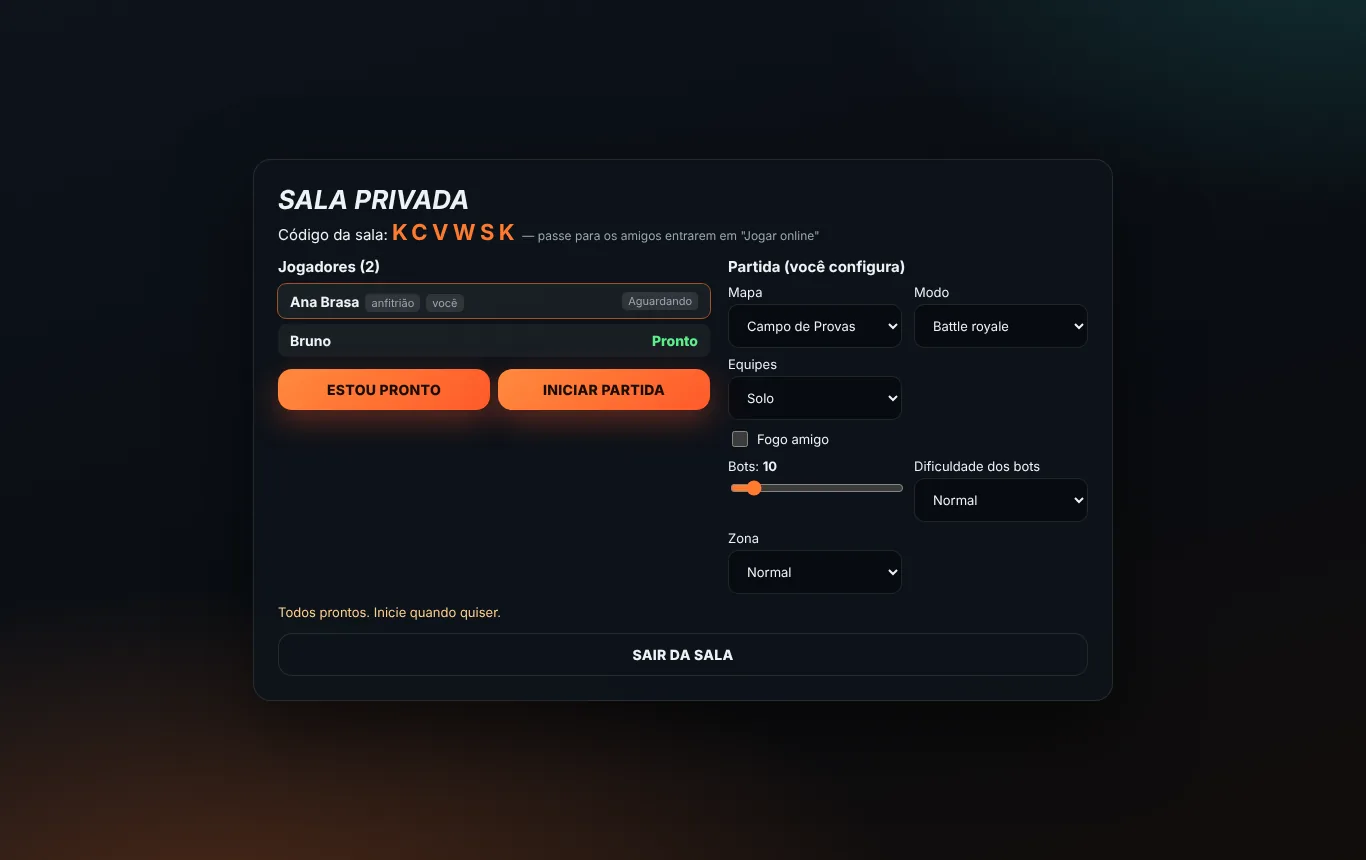 SALA PRIVADA
Código da sala: KCVWSK — passe para os amigos entrarem em "Jogar online"
Jogadores (2)
Ana Brasa anfitrião você Aguardando
Bruno Pronto
ESTOU PRONTO INICIAR PARTIDA
Partida (você configura)
Mapa Modo
Campo de Provas Battle royale
Equipes
Solo
Fogo amigo
Bots: 10 Dificuldade dos bots
Normal
Zona
Normal
Todos prontos. Inicie quando quiser.
SAIR DA SALA